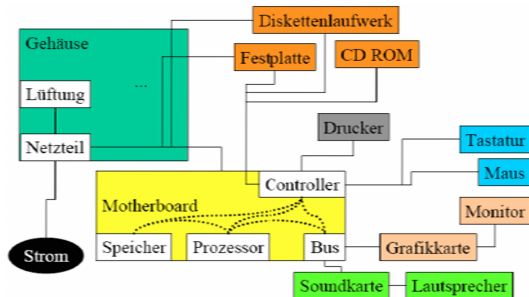 Diskettenlaufwerk
Gehäuse
Festplatte
CD ROM
...
Lüftung
Drucker
Netzteil
Tastatur
Maus
Controller
Motherboard
Monitor
Strom
Speicher
Prozessor
Bus
Grafikkarte
Soundkarte
Lautsprecher